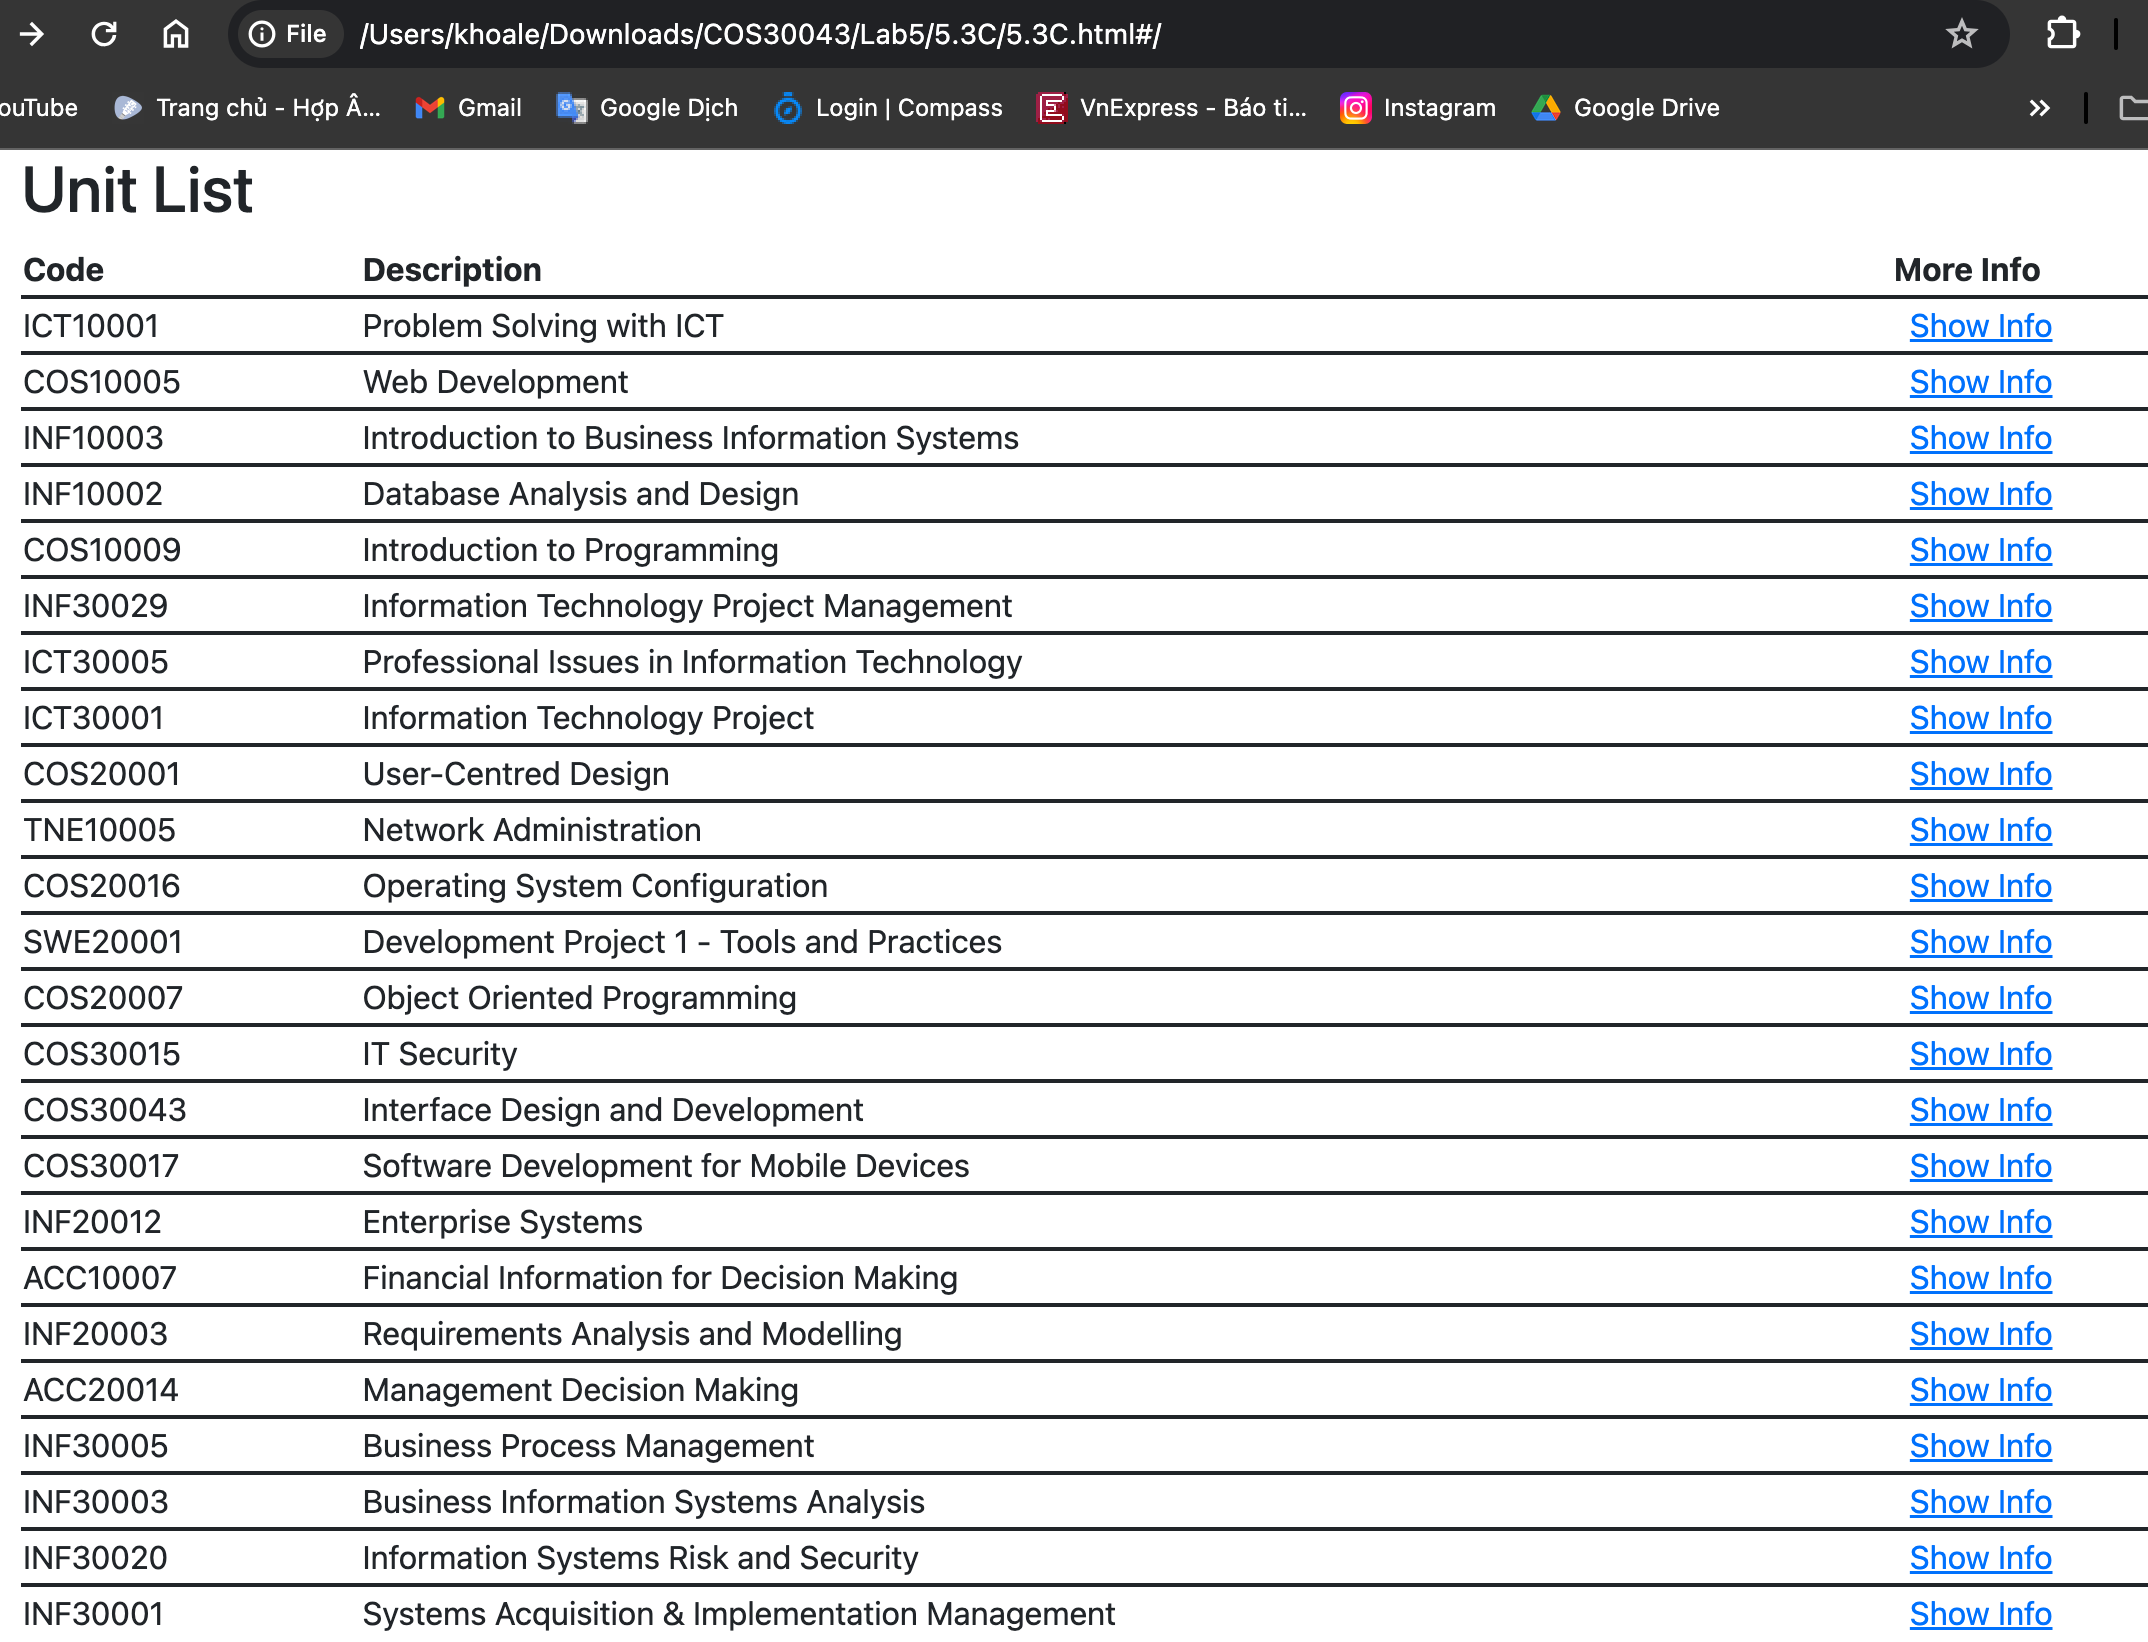 File /Users/khoale/Downloads/COS30043/Lab5/5.3C/5.3C.html#/
ouTube Trang chủ - Hợp Â... Gmail Google Dịch Login | Compass VnExpress - Báo ti... Instagram Google Drive
Unit List
Code Description More Info
ICT10001 Problem Solving with ICT Show Info
COS10005 Web Development Show Info
INF10003 Introduction to Business Information Systems Show Info
INF10002 Database Analysis and Design Show Info
COS10009 Introduction to Programming Show Info
INF30029 Information Technology Project Management Show Info
ICT30005 Professional Issues in Information Technology Show Info
ICT30001 Information Technology Project Show Info
COS20001 User-Centred Design Show Info
TNE10005 Network Administration Show Info
COS20016 Operating System Configuration Show Info
SWE20001 Development Project 1 - Tools and Practices Show Info
COS20007 Object Oriented Programming Show Info
COS30015 IT Security Show Info
COS30043 Interface Design and Development Show Info
COS30017 Software Development for Mobile Devices Show Info
INF20012 Enterprise Systems Show Info
ACC10007 Financial Information for Decision Making Show Info
INF20003 Requirements Analysis and Modelling Show Info
ACC20014 Management Decision Making Show Info
INF30005 Business Process Management Show Info
INF30003 Business Information Systems Analysis Show Info
INF30020 Information Systems Risk and Security Show Info
INF30001 Systems Acquisition & Implementation Management Show Info